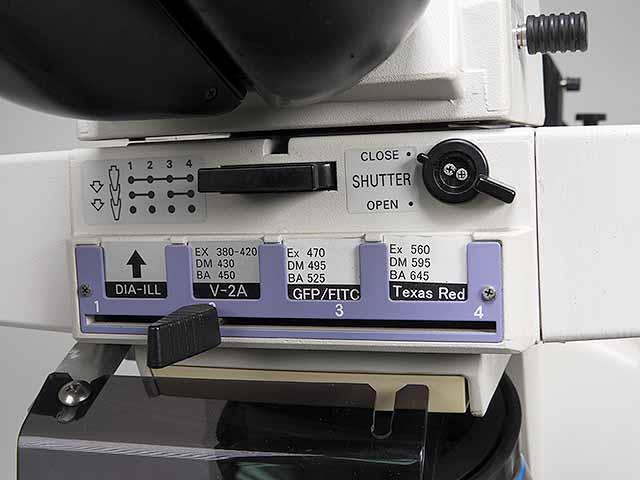 1 2 3 4
CLOSE
SHUTTER
OPEN
DIA-ILL
EX 380-420
DM 430
BA 450
V-2A
Ex 470
DM 495
BA 525
GFP/FITC
Ex 560
DM 595
BA 645
Texas Red
1 2 3 4